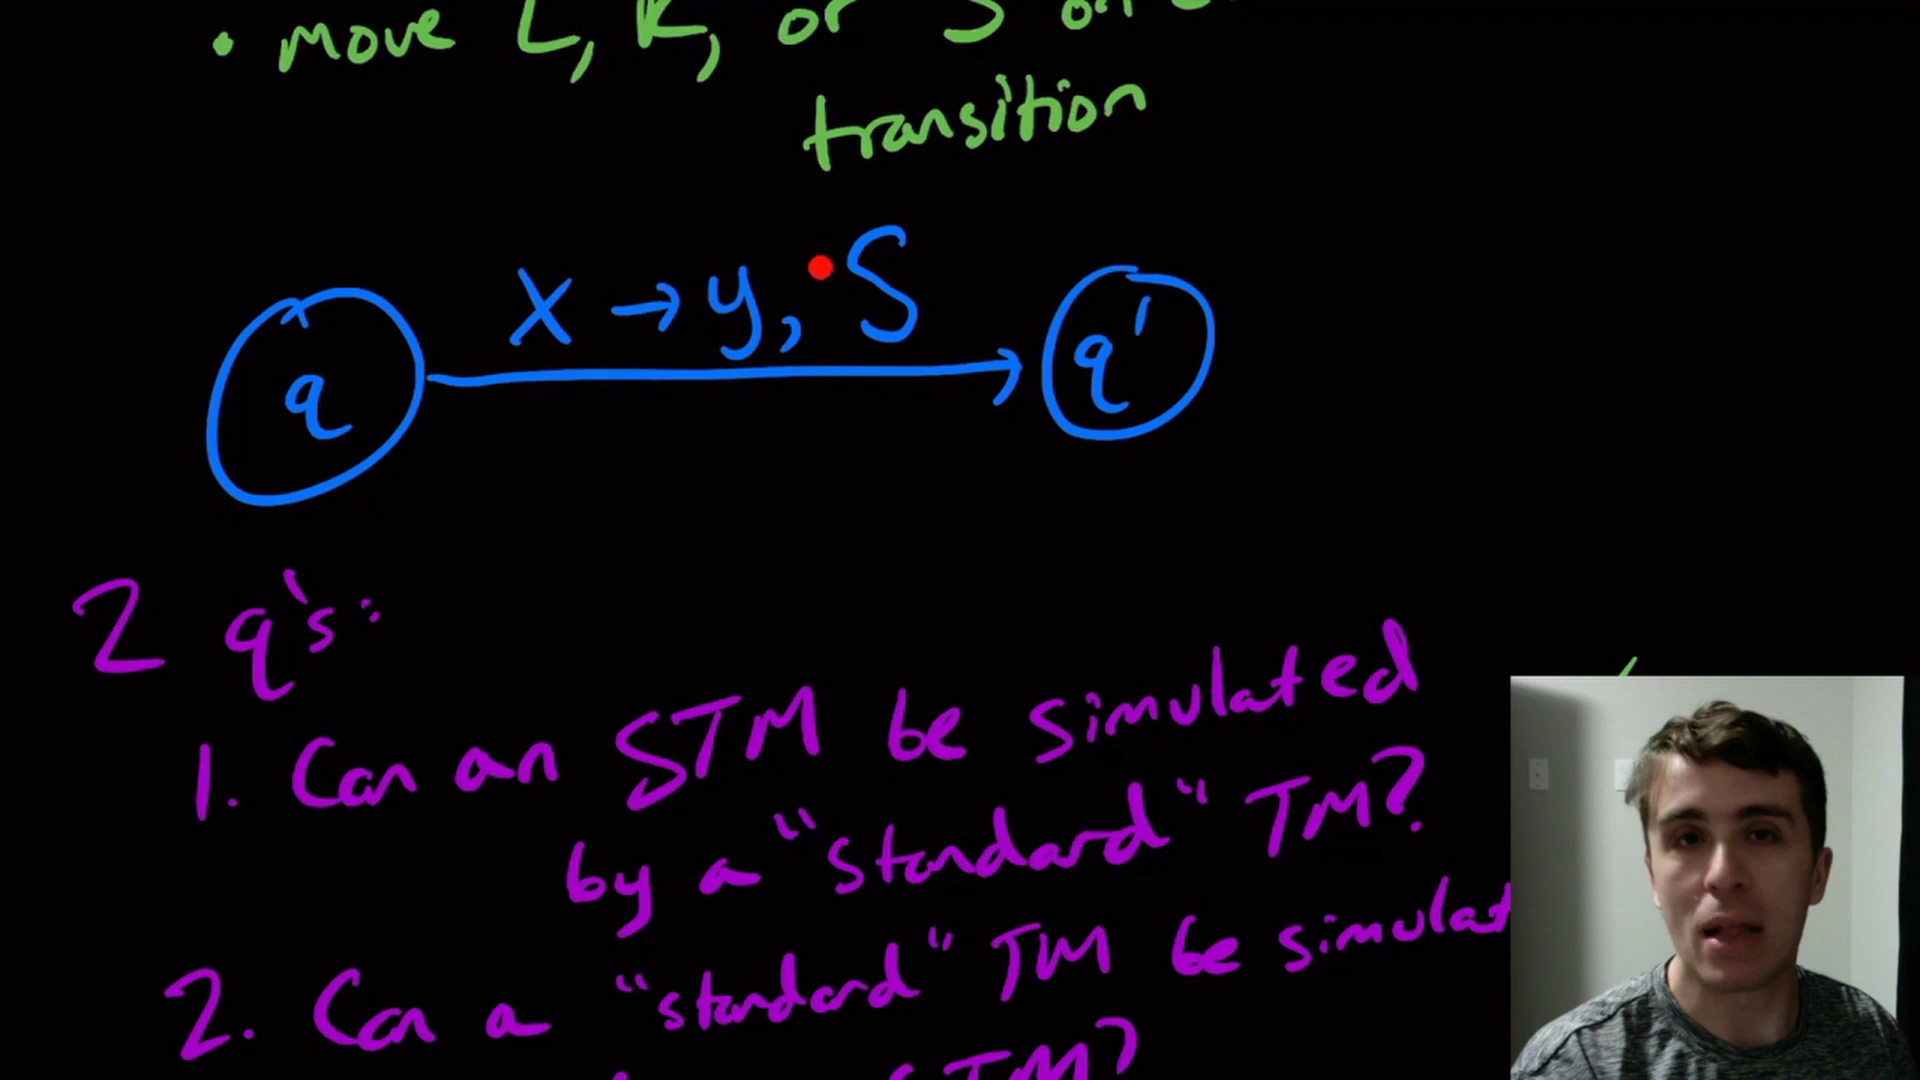 • move L, R, or S on
transition
x → y, S
q
q'
2 q's:
1. Can an STM be simulated
by a "standard" TM?
2. Can a "standard" TM be simulat
STM?